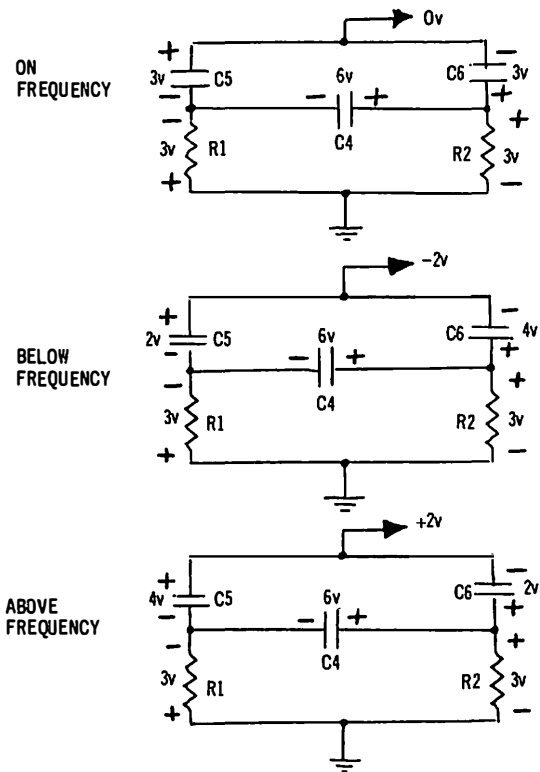 0v
ON
FREQUENCY
+ - 
3v C5 6v C6 3v
- - + +
- C4 +
3v R1 R2 3v
+ -
-2v
+ -
2v C5 6v C6 4v
BELOW
FREQUENCY
- - + +
- C4 +
3v R1 R2 3v
+ -
+2v
+ -
4v C5 6v C6 2v
ABOVE
FREQUENCY
- - + +
- C4 +
3v R1 R2 3v
+ -